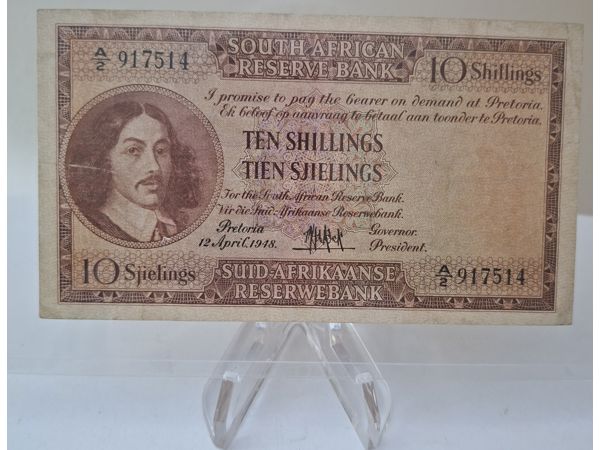 A/2 917514
SOUTH AFRICAN
RESERVE BANK
10 Shillings
I promise to pay the bearer on demand at Pretoria.
Ek beloof op aanvraag te betaal aan toonder te Pretoria.
TEN SHILLINGS
TIEN SJIELINGS
For the South African Reserve Bank.
Vir die Suid-Afrikaanse Reserwebank.
Pretoria
Governor.
12 April, 1948.
President.
10 Sjielings
SUID-AFRIKAANSE
RESERWEBANK
A/2 917514